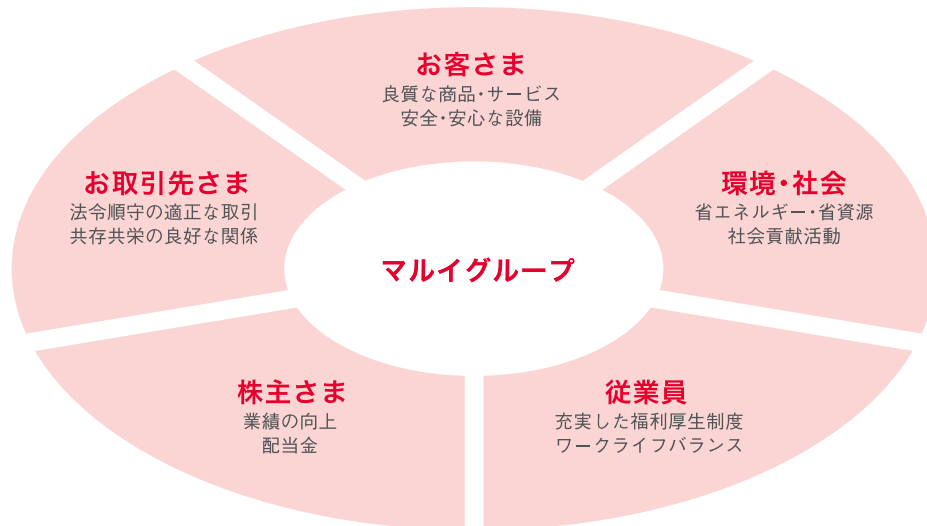 お客さま
良質な商品・サービス
安全・安心な設備
お取引先さま
法令順守の適正な取引
共存共栄の良好な関係
環境・社会
省エネルギー・省資源
社会貢献活動
マルイグループ
株主さま
業績の向上
配当金
従業員
充実した福利厚生制度
ワークライフバランス